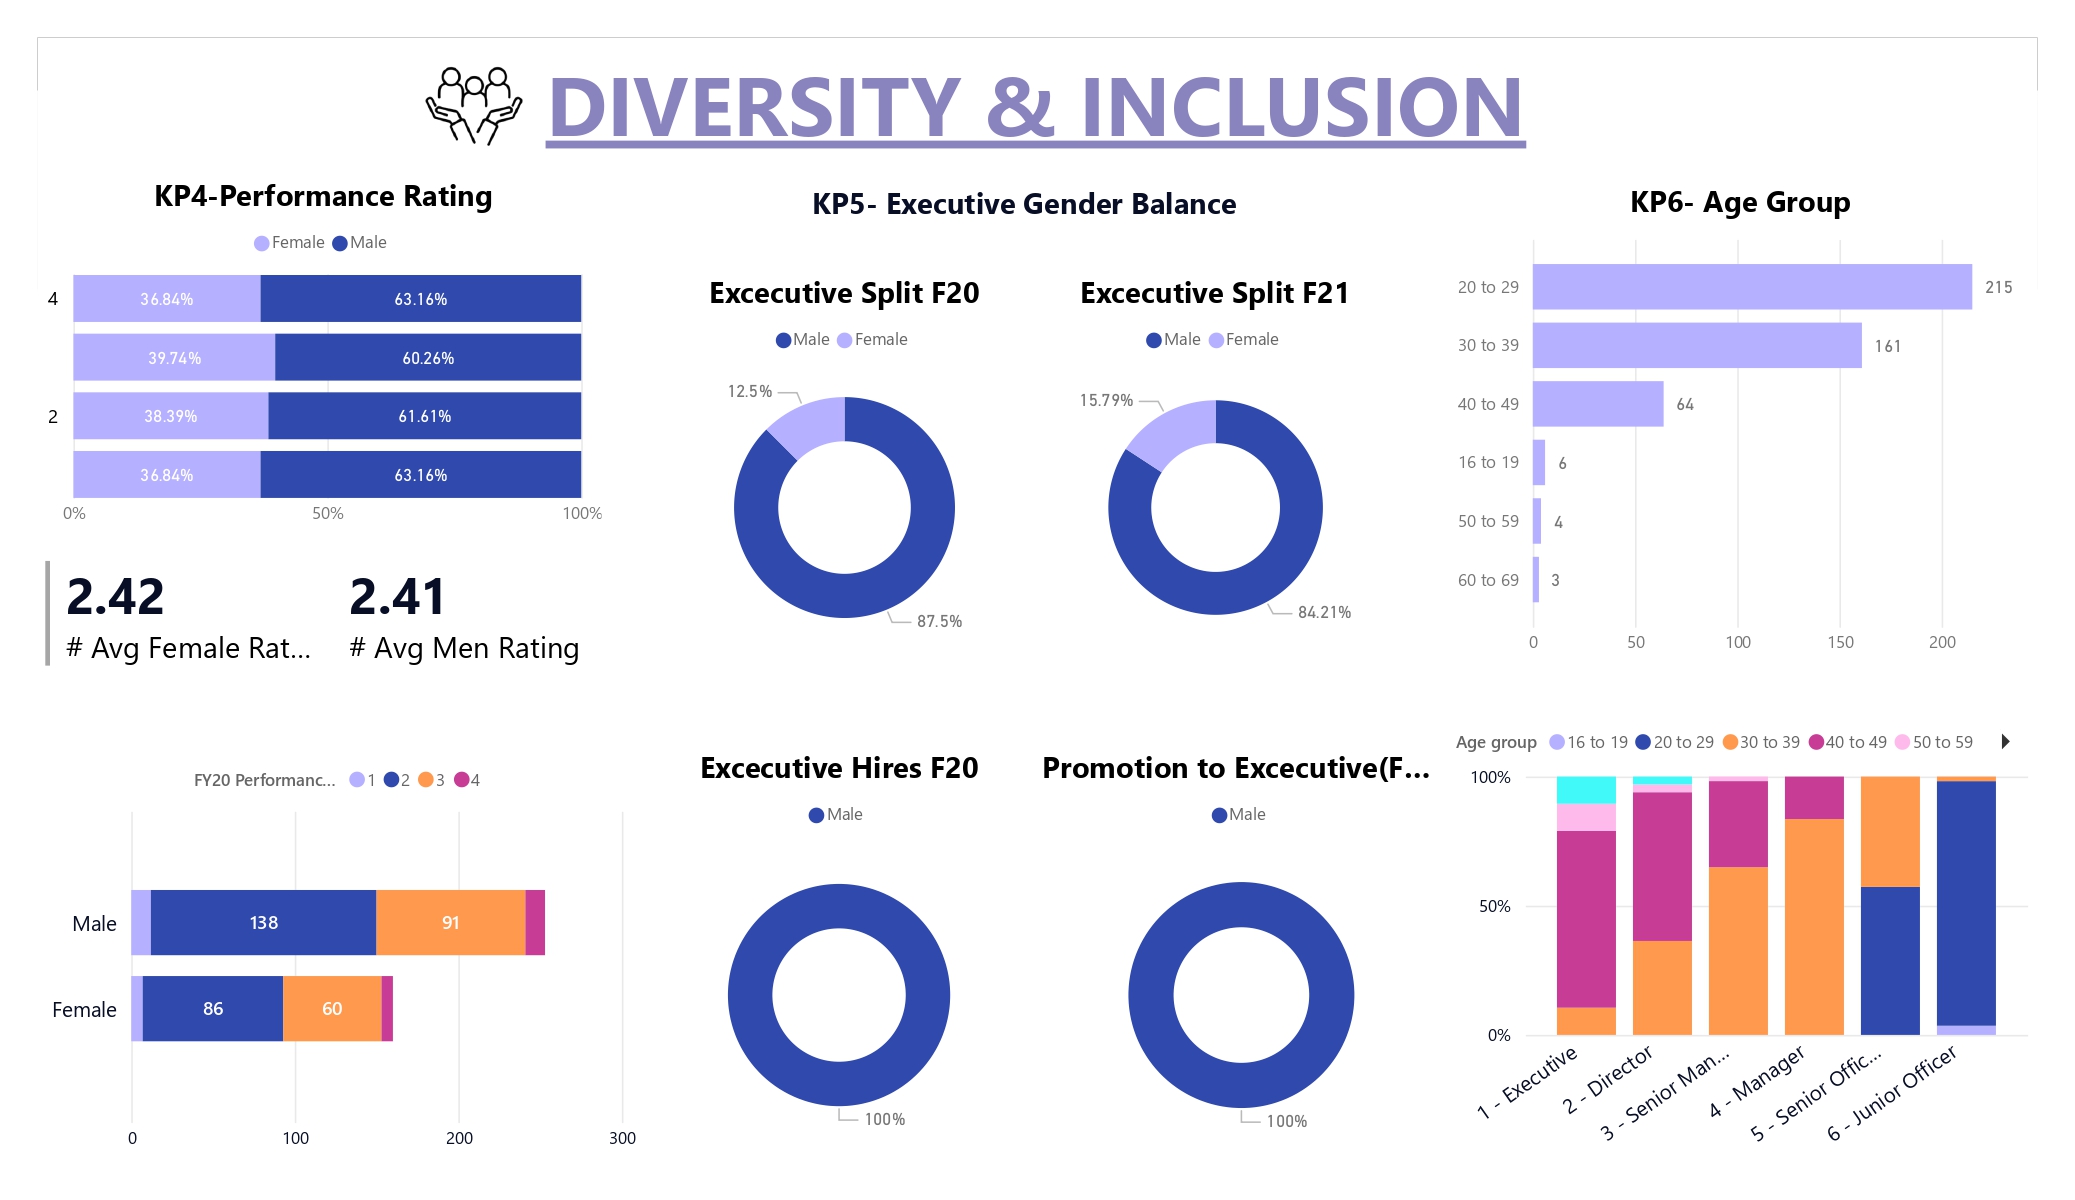 DIVERSITY & INCLUSION
KP4-Performance Rating
Female Male
4 36.84% 63.16%
39.74% 60.26%
2 38.39% 61.61%
36.84% 63.16%
0% 50% 100%
2.42 2.41
# Avg Female Rat... # Avg Men Rating
FY20 Performanc... 1 2 3 4
Male 138 91
Female 86 60
0 100 200 300
KP5- Executive Gender Balance
Excecutive Split F20
Male Female
12.5%
87.5%
Excecutive Split F21
Male Female
15.79%
84.21%
Excecutive Hires F20
Male
100%
Promotion to Excecutive(F...
Male
100%
KP6- Age Group
20 to 29 215
30 to 39 161
40 to 49 64
16 to 19 6
50 to 59 4
60 to 69 3
0 50 100 150 200
Age group 16 to 19 20 to 29 30 to 39 40 to 49 50 to 59
100%
50%
0%
1 - Executive
2 - Director
3 - Senior Man...
4 - Manager
5 - Senior Offic...
6 - Junior Officer